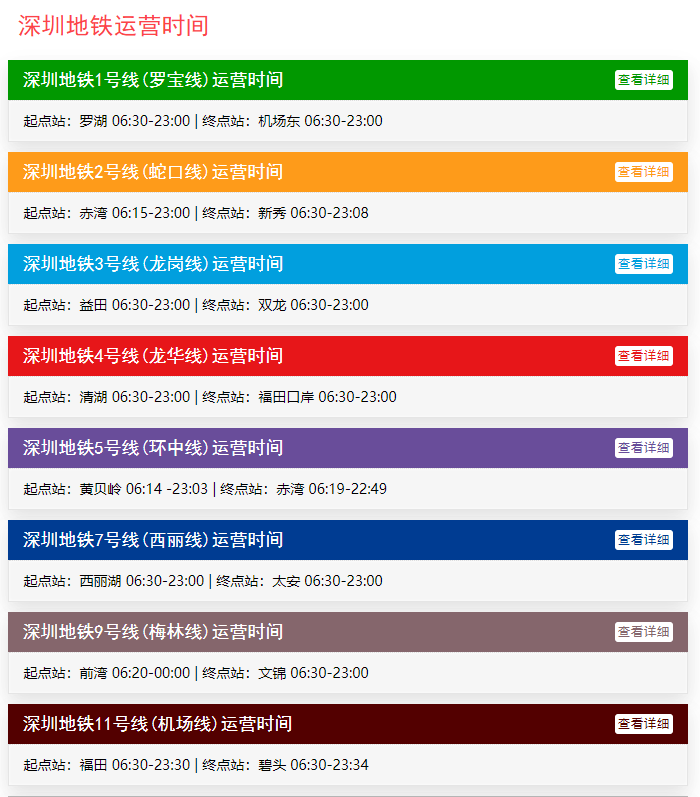 深圳地铁运营时间
深圳地铁1号线(罗宝线)运营时间 查看详细
起点站：罗湖 06:30-23:00 | 终点站：机场东 06:30-23:00
深圳地铁2号线(蛇口线)运营时间 查看详细
起点站：赤湾 06:15-23:00 | 终点站：新秀 06:30-23:08
深圳地铁3号线(龙岗线)运营时间 查看详细
起点站：益田 06:30-23:00 | 终点站：双龙 06:30-23:00
深圳地铁4号线(龙华线)运营时间 查看详细
起点站：清湖 06:30-23:00 | 终点站：福田口岸 06:30-23:00
深圳地铁5号线(环中线)运营时间 查看详细
起点站：黄贝岭 06:14 -23:03 | 终点站：赤湾 06:19-22:49
深圳地铁7号线(西丽线)运营时间 查看详细
起点站：西丽湖 06:30-23:00 | 终点站：太安 06:30-23:00
深圳地铁9号线(梅林线)运营时间 查看详细
起点站：前湾 06:20-00:00 | 终点站：文锦 06:30-23:00
深圳地铁11号线(机场线)运营时间 查看详细
起点站：福田 06:30-23:30 | 终点站：碧头 06:30-23:34